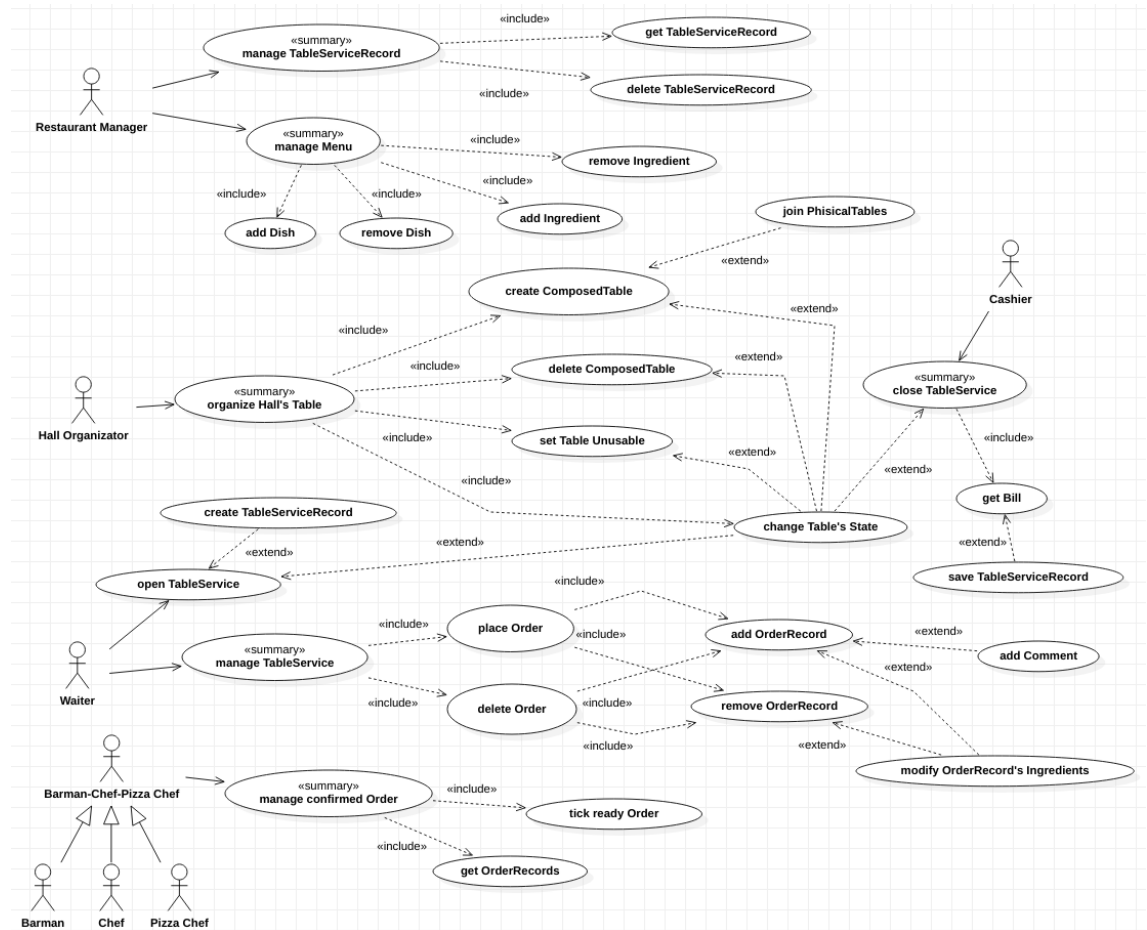 «include»
«summary»
manage TableServiceRecord
get TableServiceRecord
delete TableServiceRecord
«include»
Restaurant Manager
«summary»
manage Menu
«include»
remove Ingredient
«include»
«include»
«include»
add Dish
remove Dish
add Ingredient
join PhisicalTables
«extend»
Cashier
create ComposedTable
«extend»
«include»
«extend»
«include»
delete ComposedTable
«summary»
close TableService
«summary»
organize Hall's Table
Hall Organizator
«include»
set Table Unusable
«extend»
«include»
«extend»
«include»
get Bill
create TableServiceRecord
change Table's State
«extend»
«extend»
«extend»
open TableService
«include»
save TableServiceRecord
«include»
place Order
«include»
add OrderRecord
«extend»
add Comment
«summary»
manage TableService
«extend»
Waiter
«include»
delete Order
«include»
remove OrderRecord
«include»
«extend»
modify OrderRecord's Ingredients
Barman-Chef-Pizza Chef
«summary»
manage confirmed Order
«include»
tick ready Order
«include»
get OrderRecords
Barman
Chef
Pizza Chef